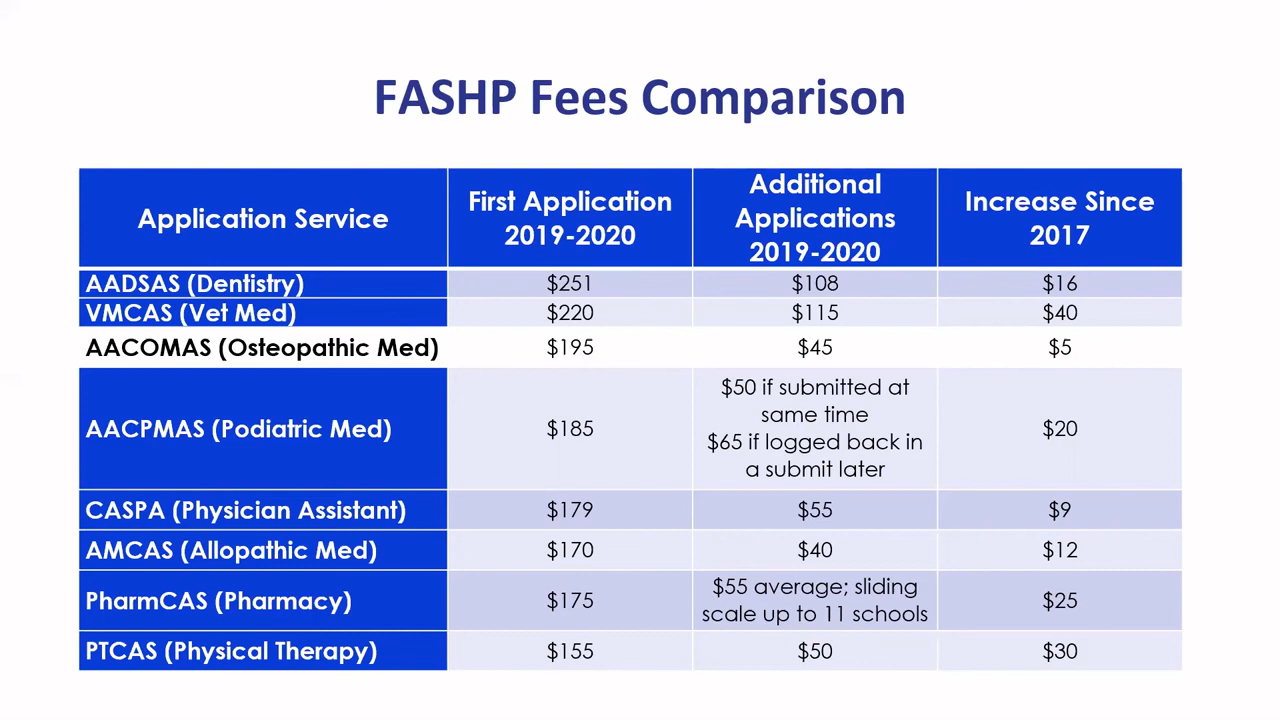 FASHP Fees Comparison
Application Service
First Application
2019-2020
Additional
Applications
2019-2020
Increase Since
2017
AADSAS (Dentistry)
$251
$108
$16
VMCAS (Vet Med)
$220
$115
$40
AACOMAS (Osteopathic Med)
$195
$45
$5
AACPMAS (Podiatric Med)
$185
$50 if submitted at
same time
$65 if logged back in
a submit later
$20
CASPA (Physician Assistant)
$179
$55
$9
AMCAS (Allopathic Med)
$170
$40
$12
PharmCAS (Pharmacy)
$175
$55 average; sliding
scale up to 11 schools
$25
PTCAS (Physical Therapy)
$155
$50
$30